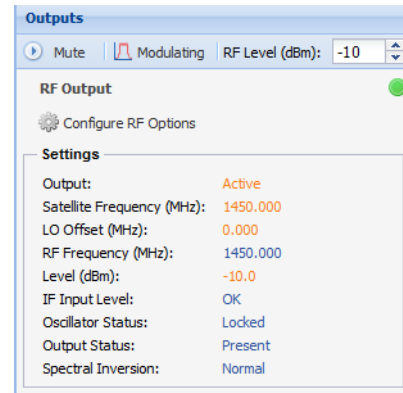 Outputs
Mute Modulating RF Level (dBm): -10
RF Output
Configure RF Options
Settings
Output: Active
Satellite Frequency (MHz): 1450.000
LO Offset (MHz): 0.000
RF Frequency (MHz): 1450.000
Level (dBm): -10.0
IF Input Level: OK
Oscillator Status: Locked
Output Status: Present
Spectral Inversion: Normal